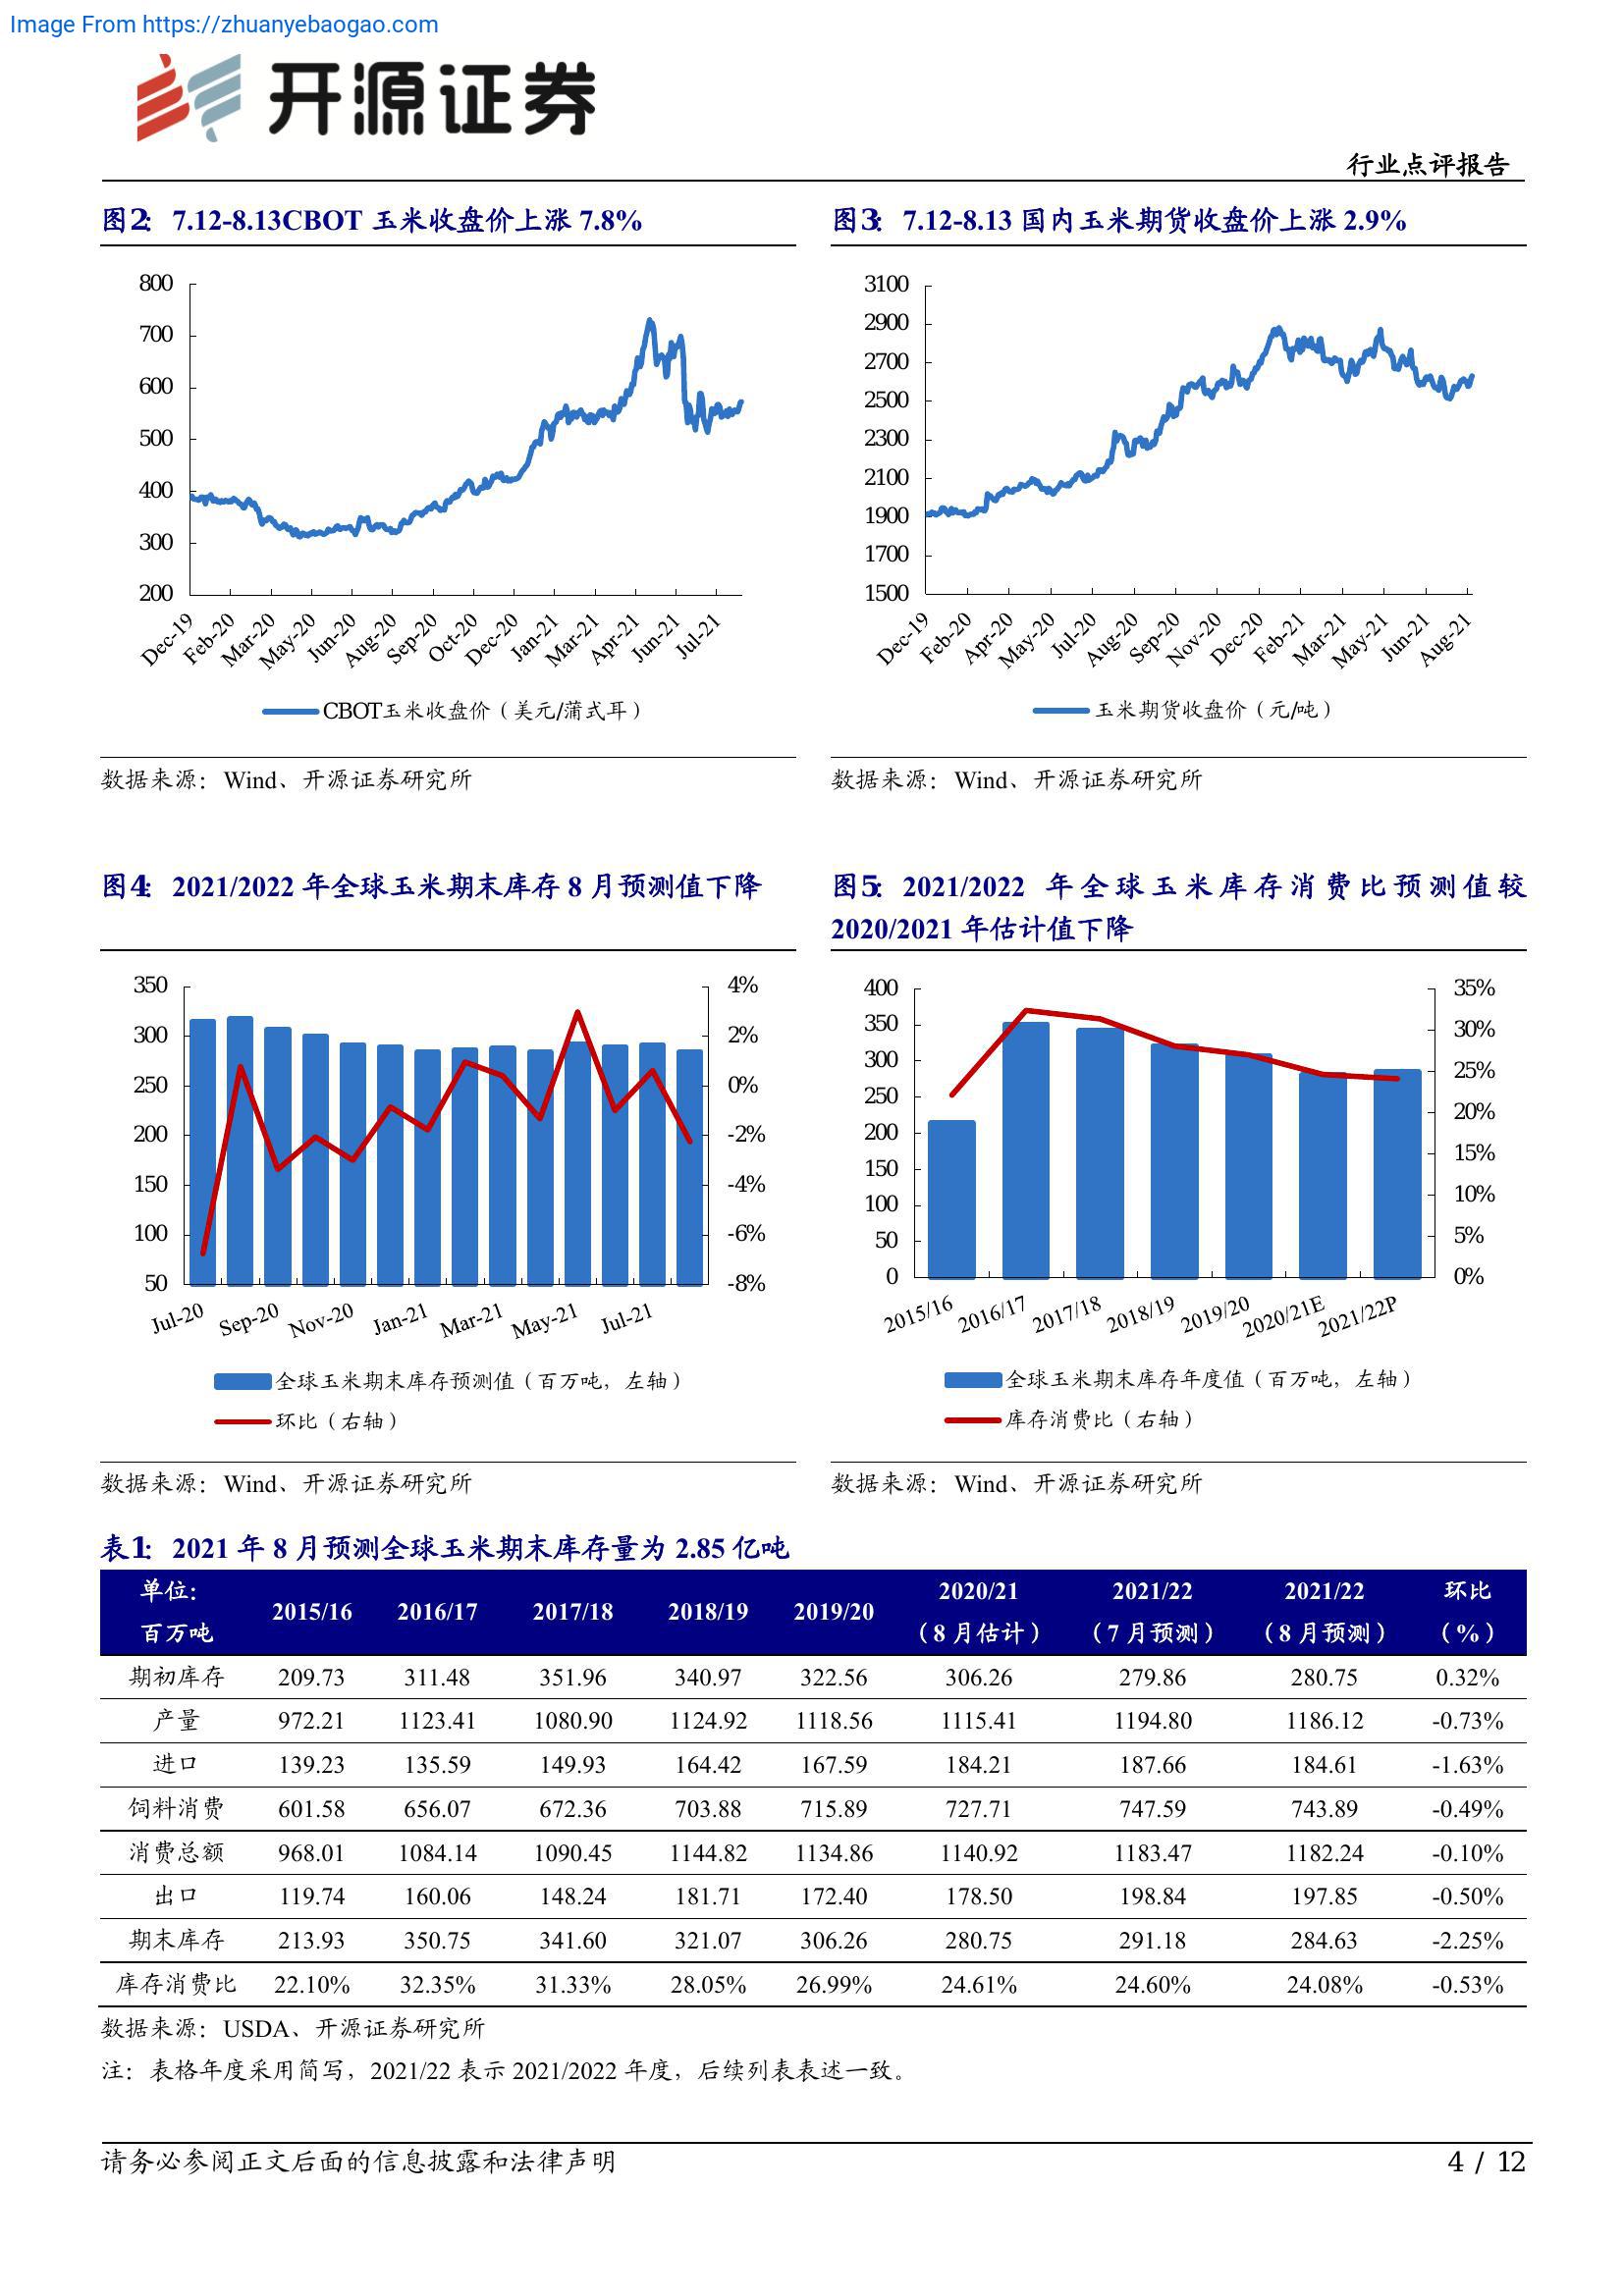 Image From https://zhuanyebaogao.com
开源证券
行业点评报告
图2: 7.12-8.13CBOT 玉米收盘价上涨 7.8%
800
700
600
500
400
300
200
Dec-19 Feb-20 Mar-20 May-20 Jun-20 Aug-20 Sep-20 Oct-20 Dec-20 Jan-21 Mar-21 Apr-21 Jun-21 Jul-21
CBOT玉米收盘价（美元/蒲式耳）
数据来源：Wind、开源证券研究所
图3: 7.12-8.13 国内玉米期货收盘价上涨 2.9%
3100
2900
2700
2500
2300
2100
1900
1700
1500
Dec-19 Feb-20 Apr-20 May-20 Jul-20 Aug-20 Sep-20 Nov-20 Dec-20 Feb-21 Mar-21 May-21 Jun-21 Aug-21
玉米期货收盘价（元/吨）
数据来源：Wind、开源证券研究所
图4: 2021/2022 年全球玉米期末库存 8 月预测值下降
350 4%
300 2%
250 0%
200 -2%
150 -4%
100 -6%
50 -8%
Jul-20 Sep-20 Nov-20 Jan-21 Mar-21 May-21 Jul-21
全球玉米期末库存预测值（百万吨，左轴）
环比（右轴）
数据来源：Wind、开源证券研究所
图5: 2021/2022 年全球玉米库存消费比预测值较
2020/2021 年估计值下降
400 35%
350 30%
300 25%
250 20%
200 15%
150 10%
100 5%
50 0%
0
2015/16 2016/17 2017/18 2018/19 2019/20 2020/21E 2021/22P
全球玉米期末库存年度值（百万吨，左轴）
库存消费比（右轴）
数据来源：Wind、开源证券研究所
表1: 2021 年 8 月预测全球玉米期末库存量为 2.85 亿吨
单位： 2015/16 2016/17 2017/18 2018/19 2019/20 2020/21 2021/22 2021/22 环比
百万吨 （8 月估计） （7 月预测） （8 月预测） （%）
期初库存 209.73 311.48 351.96 340.97 322.56 306.26 279.86 280.75 0.32%
产量 972.21 1123.41 1080.90 1124.92 1118.56 1115.41 1194.80 1186.12 -0.73%
进口 139.23 135.59 149.93 164.42 167.59 184.21 187.66 184.61 -1.63%
饲料消费 601.58 656.07 672.36 703.88 715.89 727.71 747.59 743.89 -0.49%
消费总额 968.01 1084.14 1090.45 1144.82 1134.86 1140.92 1183.47 1182.24 -0.10%
出口 119.74 160.06 148.24 181.71 172.40 178.50 198.84 197.85 -0.50%
期末库存 213.93 350.75 341.60 321.07 306.26 280.75 291.18 284.63 -2.25%
库存消费比 22.10% 32.35% 31.33% 28.05% 26.99% 24.61% 24.60% 24.08% -0.53%
数据来源：USDA、开源证券研究所
注：表格年度采用简写，2021/22 表示 2021/2022 年度，后续列表表述一致。
请务必参阅正文后面的信息披露和法律声明
4 / 12